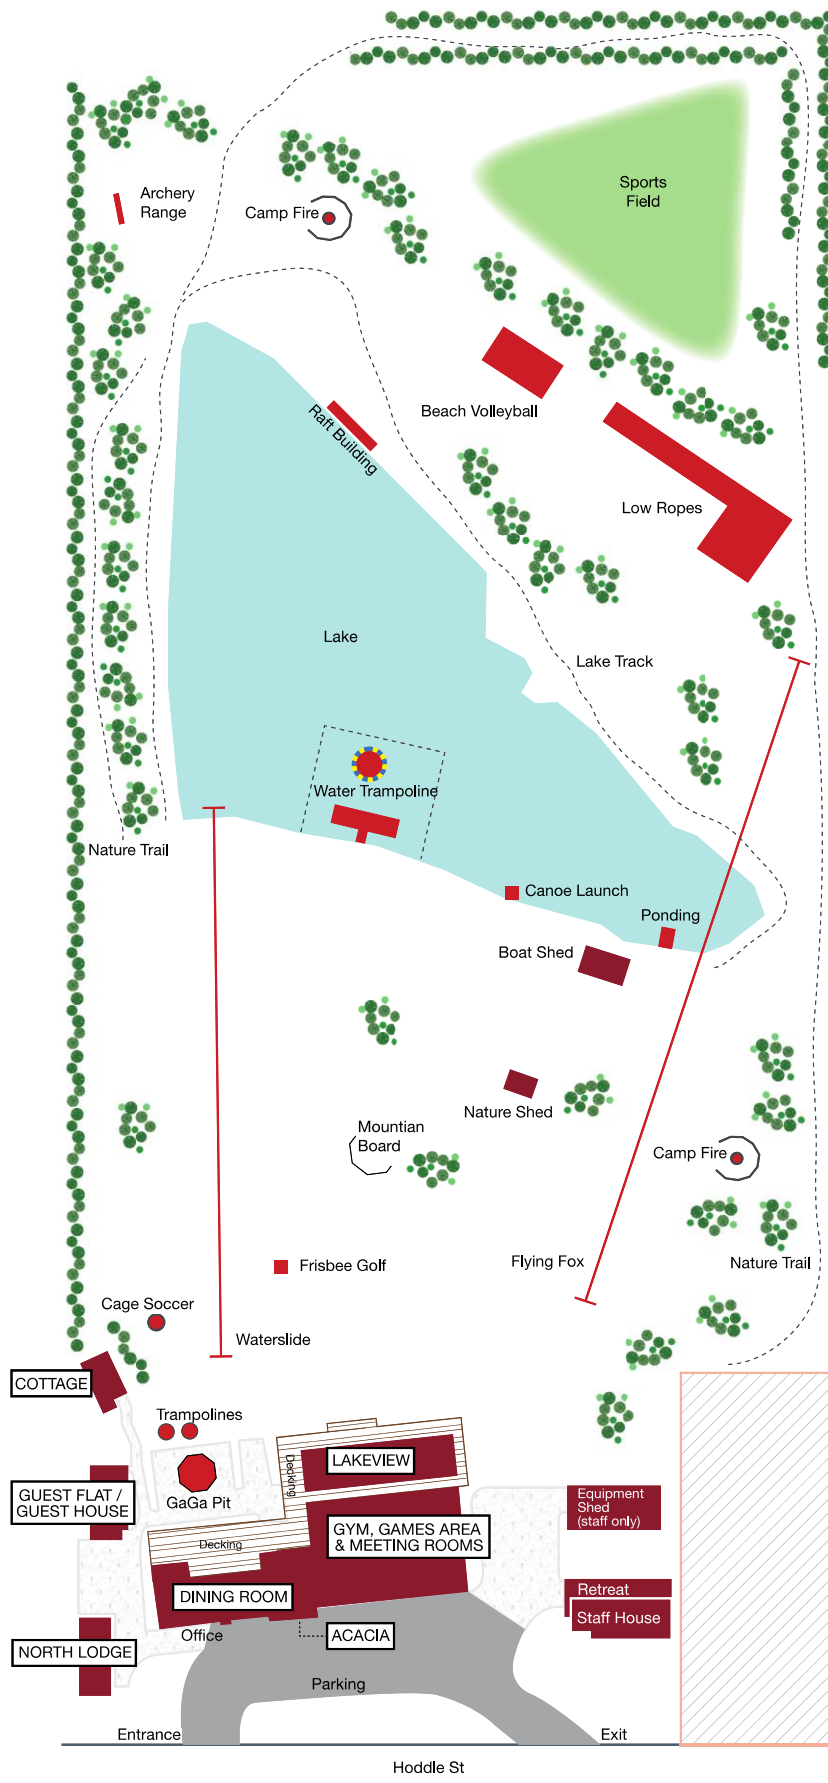 Sports
Field
Archery
Range
Camp Fire
Beach Volleyball
Raft Building
Low Ropes
Lake
Lake Track
Water Trampoline
Nature Trail
Canoe Launch
Ponding
Boat Shed
Nature Shed
Mountian
Board
Camp Fire
Flying Fox
Nature Trail
Frisbee Golf
Cage Soccer
Waterslide
COTTAGE
Trampolines
LAKEVIEW
Decking
GUEST FLAT /
GUEST HOUSE
GaGa Pit
Equipment
Shed
(staff only)
GYM, GAMES AREA
& MEETING ROOMS
Decking
DINING ROOM
Retreat
Staff House
Office
ACACIA
NORTH LODGE
Parking
Entrance
Exit
Hoddle St